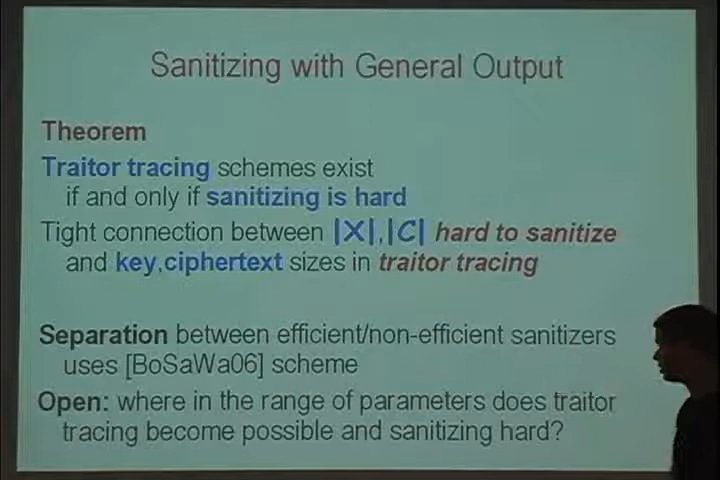 Sanitizing with General Output
Theorem
Traitor tracing schemes exist
if and only if sanitizing is hard
Tight connection between |X|,|C| hard to sanitize
and key,ciphertext sizes in traitor tracing
Separation between efficient/non-efficient sanitizers
uses [BoSaWa06] scheme
Open: where in the range of parameters does traitor
tracing become possible and sanitizing hard?